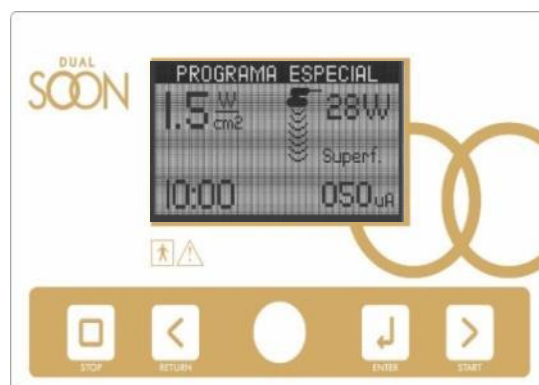 DUAL
SOON
PROGRAMA ESPECIAL
1.5 W/cm2
28W
Superf.
10:00
050uA
STOP
RETURN
ENTER
START